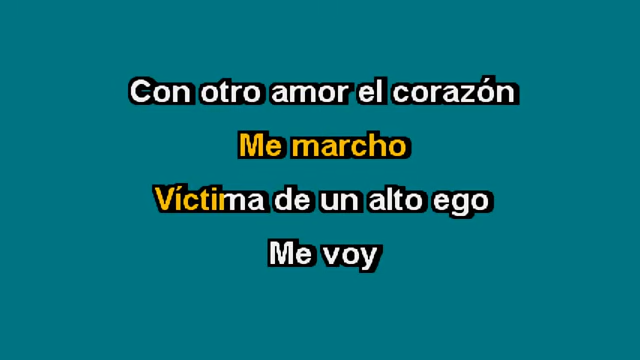 Con otro amor el corazón
Me marcho
Víctima de un alto ego
Me voy